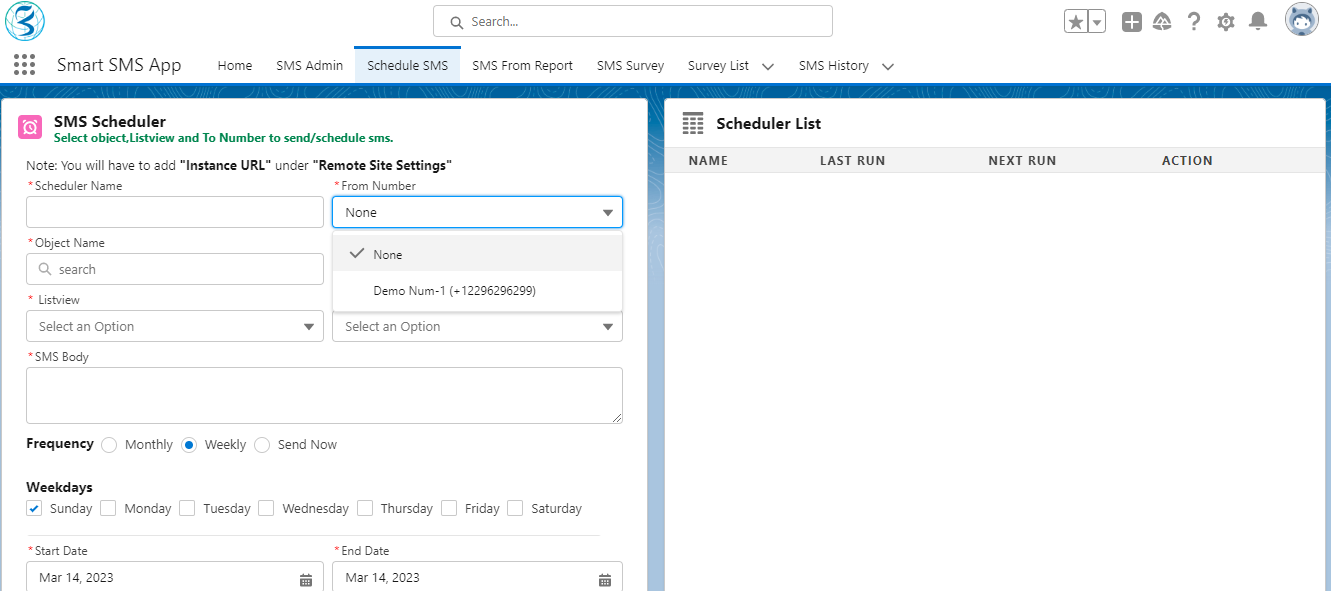 Search...
Smart SMS App
Home
SMS Admin
Schedule SMS
SMS From Report
SMS Survey
Survey List
SMS History
SMS Scheduler
Select object,Listview and To Number to send/schedule sms.
Note: You will have to add "Instance URL" under "Remote Site Settings"
*Scheduler Name
*From Number
None
None
Demo Num-1 (+12296296299)
*Object Name
search
* Listview
Select an Option
Select an Option
*SMS Body
Frequency Monthly Weekly Send Now
Weekdays
Sunday Monday Tuesday Wednesday Thursday Friday Saturday
*Start Date
*End Date
Mar 14, 2023
Mar 14, 2023
Scheduler List
NAME LAST RUN NEXT RUN ACTION